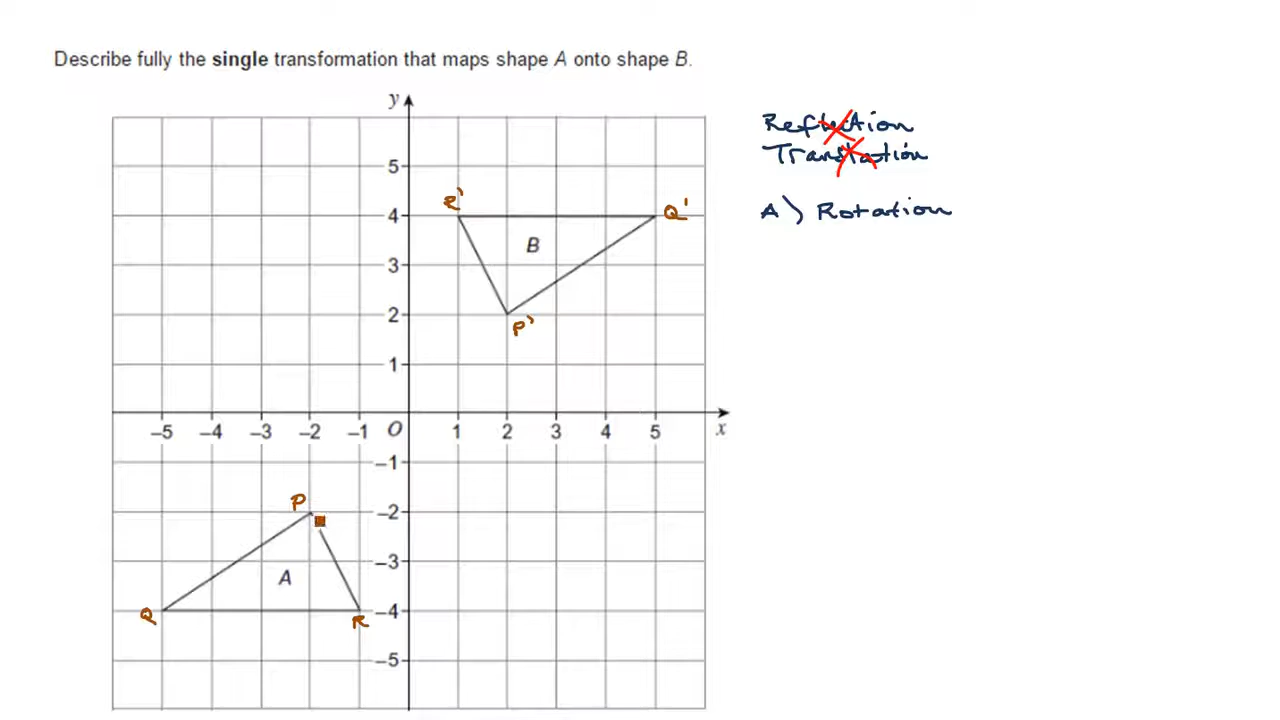 Describe fully the single transformation that maps shape A onto shape B.
y
Reflection
Translation
A) Rotation
5
4
3
2
1
R'
Q'
B
P'
-5 -4 -3 -2 -1 O 1 2 3 4 5 x
-1
-2
-3
-4
-5
P
A
Q
R